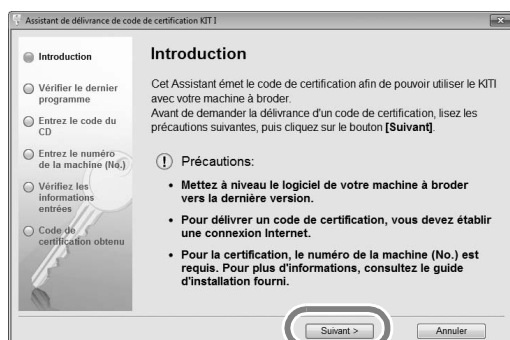 Assistant de délivrance de code de certification KIT I
Introduction
Vérifier le dernier
programme
Entrez le code du
CD
Entrez le numéro
de la machine (No.)
Vérifiez les
informations
entrées
Code de
certification obtenu
Introduction
Cet Assistant émet le code de certification afin de pouvoir utiliser le KITI
avec votre machine à broder.
Avant de demander la délivrance d'un code de certification, lisez les
précautions suivantes, puis cliquez sur le bouton [Suivant].
Précautions:
• Mettez à niveau le logiciel de votre machine à broder
vers la dernière version.
• Pour délivrer un code de certification, vous devez établir
une connexion Internet.
• Pour la certification, le numéro de la machine (No.) est
requis. Pour plus d'informations, consultez le guide
d'installation fourni.
Suivant >
Annuler